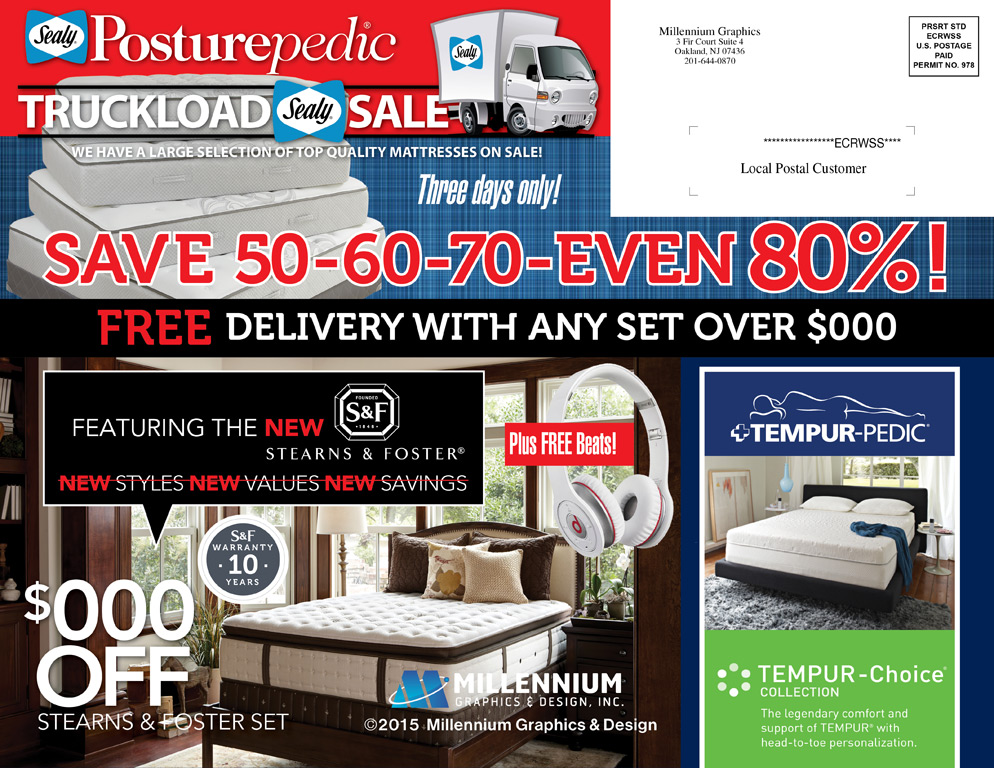 Sealy
Posturepedic®
TRUCKLOAD Sealy® SALE
Sealy
WE HAVE A LARGE SELECTION OF TOP QUALITY MATTRESSES ON SALE!
Three days only!
Millennium Graphics
3 Fir Court Suite 4
Oakland, NJ 07436
201-644-0870
PRSRT STD
ECRWSS
U.S. POSTAGE
PAID
PERMIT NO. 978
*****************ECRWSS****
Local Postal Customer
SAVE 50-60-70-EVEN 80%!
FREE DELIVERY WITH ANY SET OVER $000
FEATURING THE NEW
FOUNDED
S&F
·1846·
STEARNS & FOSTER®
NEW STYLES NEW VALUES NEW SAVINGS
Plus FREE Beats!
S&F
WARRANTY
· 10 ·
YEARS
$000
OFF
STEARNS & FOSTER SET
MILLENNIUM
GRAPHICS & DESIGN, INC.
©2015 Millennium Graphics & Design
TEMPUR-PEDIC®
TEMPUR-Choice®
COLLECTION
The legendary comfort and
support of TEMPUR® with
head-to-toe personalization.